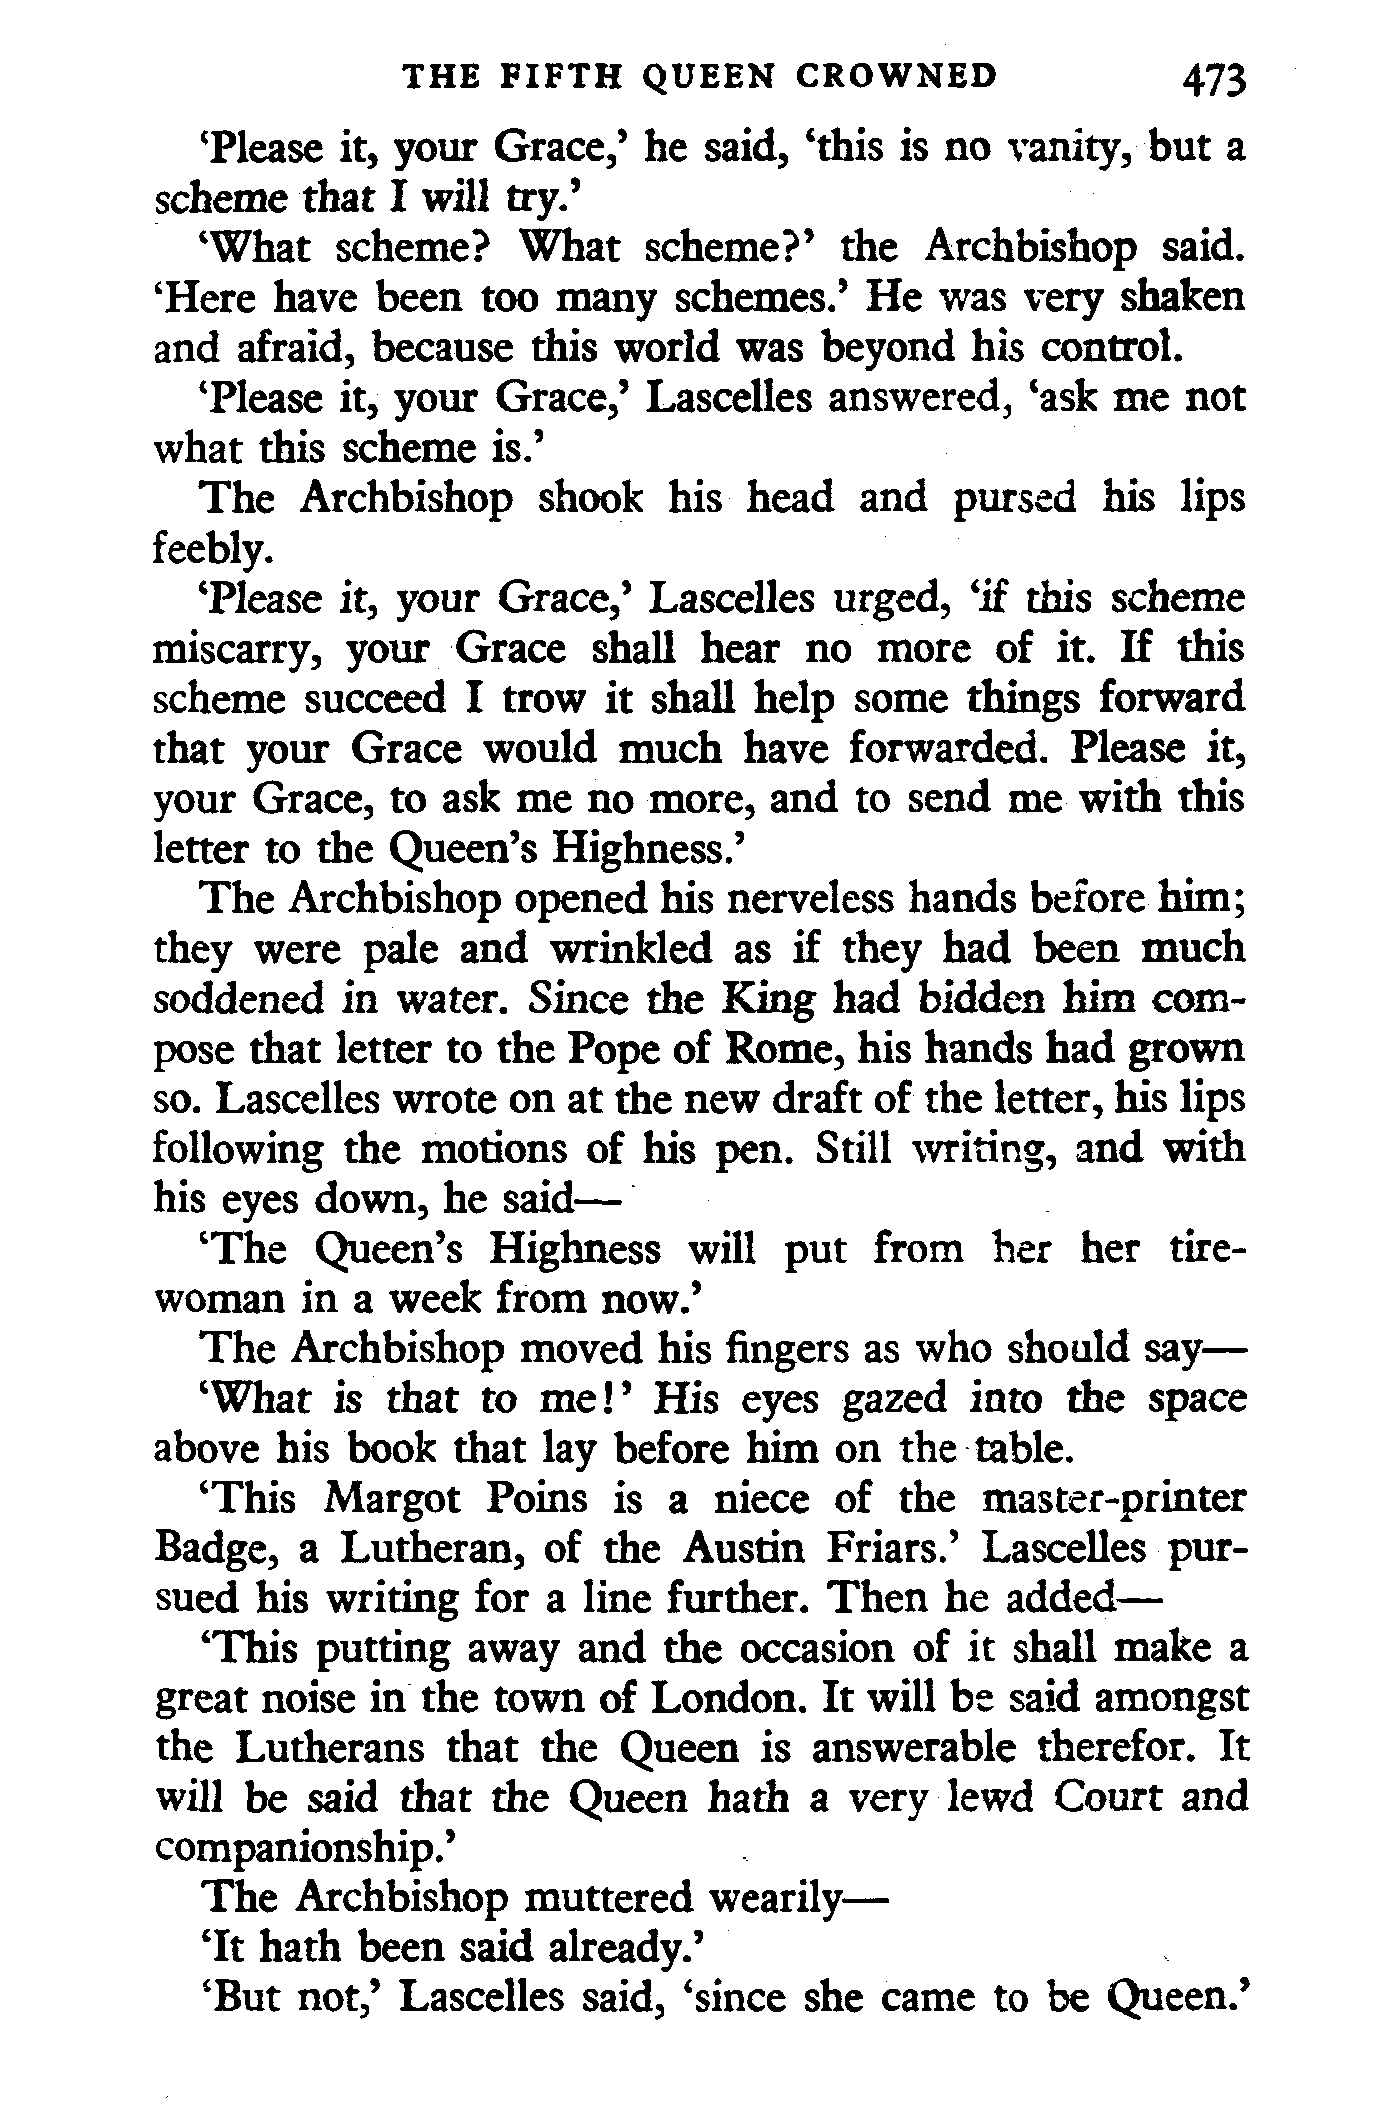 THE FIFTH QUEEN CROWNED 473
‘Please it, your Grace,’ he said, ‘this is no vanity, but a
scheme that I will try.’
‘What scheme? What scheme?’ the Archbishop said.
‘Here have been too many schemes.’ He was very shaken
and afraid, because this world was beyond his control.
‘Please it, your Grace,’ Lascelles answered, ‘ask me not
what this scheme is.’
The Archbishop shook his head and pursed his lips
feebly.
‘Please it, your Grace,’ Lascelles urged, ‘if this scheme
miscarry, your Grace shall hear no more of it. If this
scheme succeed I trow it shall help some things forward
that your Grace would much have forwarded. Please it,
your Grace, to ask me no more, and to send me with this
letter to the Queen’s Highness.’
The Archbishop opened his nerveless hands before him;
they were pale and wrinkled as if they had been much
soddened in water. Since the King had bidden him com-
pose that letter to the Pope of Rome, his hands had grown
so. Lascelles wrote on at the new draft of the letter, his lips
following the motions of his pen. Still writing, and with
his eyes down, he said—
‘The Queen’s Highness will put from her her tire-
woman in a week from now.’
The Archbishop moved his fingers as who should say—
‘What is that to me!’ His eyes gazed into the space
above his book that lay before him on the table.
‘This Margot Poins is a niece of the master-printer
Badge, a Lutheran, of the Austin Friars.’ Lascelles pur-
sued his writing for a line further. Then he added—
‘This putting away and the occasion of it shall make a
great noise in the town of London. It will be said amongst
the Lutherans that the Queen is answerable therefor. It
will be said that the Queen hath a very lewd Court and
companionship.’
The Archbishop muttered wearily—
‘It hath been said already.’
‘But not,’ Lascelles said, ‘since she came to be Queen.’